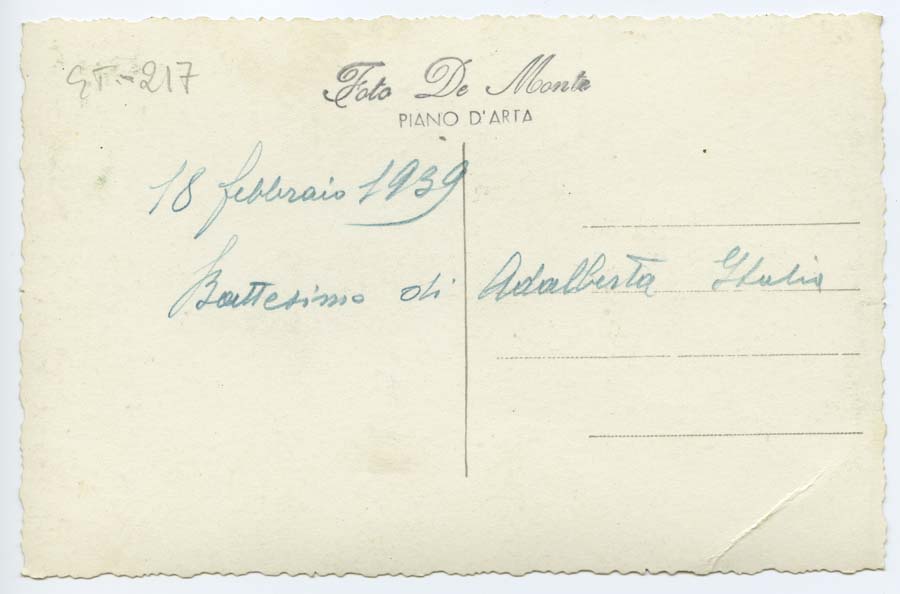 GT-217
Foto De Monte
PIANO D'ARTA
18 febbraio 1939
Battesimo di Adalberta Italia